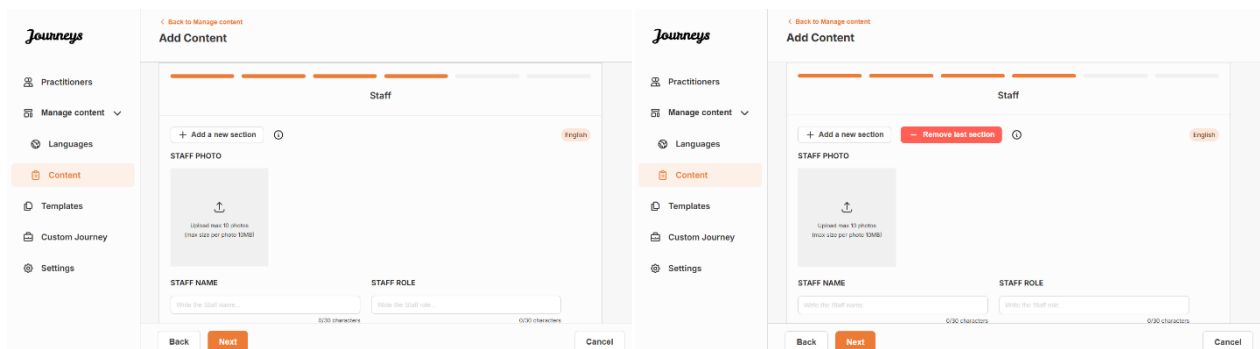 Journeys
Practitioners
Manage content
Languages
Content
Templates
Custom Journey
Settings
Back to Manage content
Add Content
Staff
+ Add a new section
English
STAFF PHOTO
Upload max 10 photos
(max size per photo 10MB)
STAFF NAME
STAFF ROLE
Write the Staff name...
Write the Staff role...
0/30 characters
0/30 characters
Back
Next
Cancel
Journeys
Practitioners
Manage content
Languages
Content
Templates
Custom Journey
Settings
Back to Manage content
Add Content
Staff
+ Add a new section
− Remove last section
English
STAFF PHOTO
Upload max 10 photos
(max size per photo 10MB)
STAFF NAME
STAFF ROLE
Write the Staff name...
Write the Staff role...
0/30 characters
0/30 characters
Back
Next
Cancel